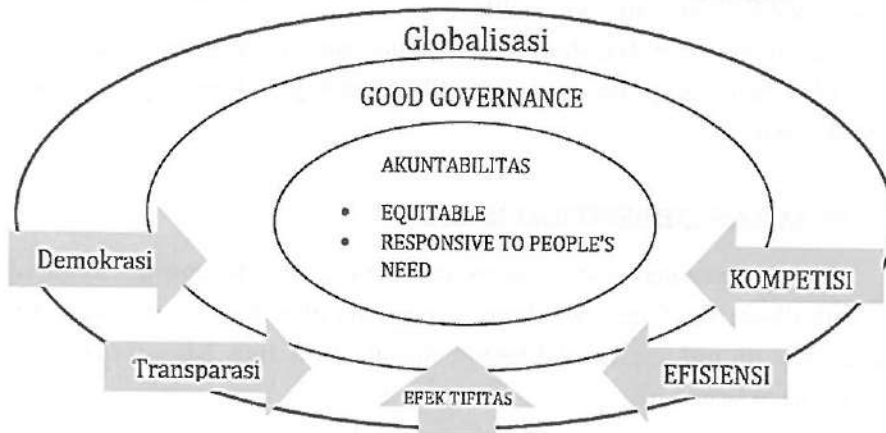 Globalisasi
GOOD GOVERNANCE
AKUNTABILITAS
• EQUITABLE
• RESPONSIVE TO PEOPLE'S
NEED
Demokrasi
KOMPETISI
Transparasi
EFISIENSI
EFEK TIFITAS